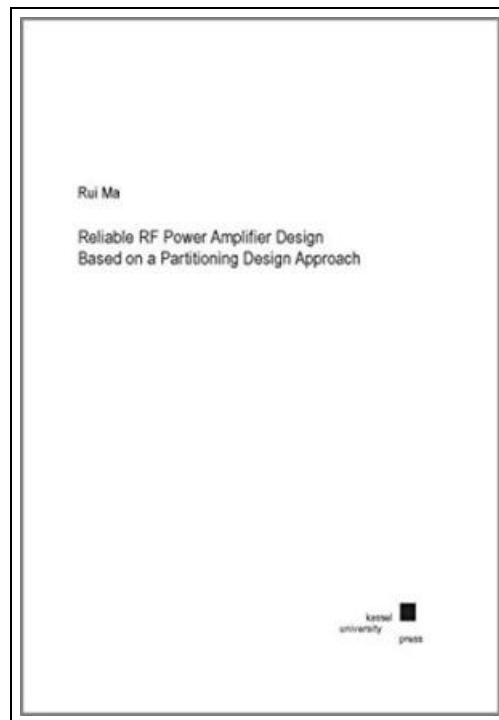 Rui Ma
Reliable RF Power Amplifier Design
Based on a Partitioning Design Approach
kassel
university
press